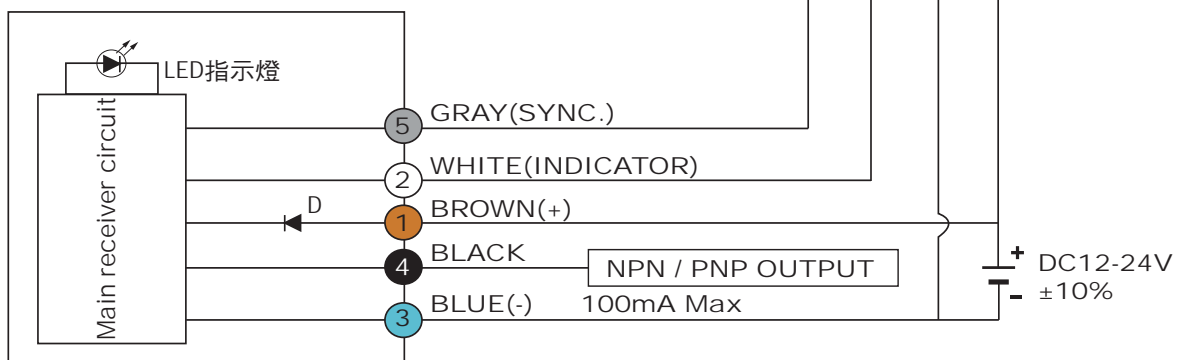 LED指示燈
Main receiver circuit
5 GRAY(SYNC.)
2 WHITE(INDICATOR)
D
1 BROWN(+)
4 BLACK
NPN / PNP OUTPUT
3 BLUE(-) 100mA Max
+
DC12-24V
-
±10%